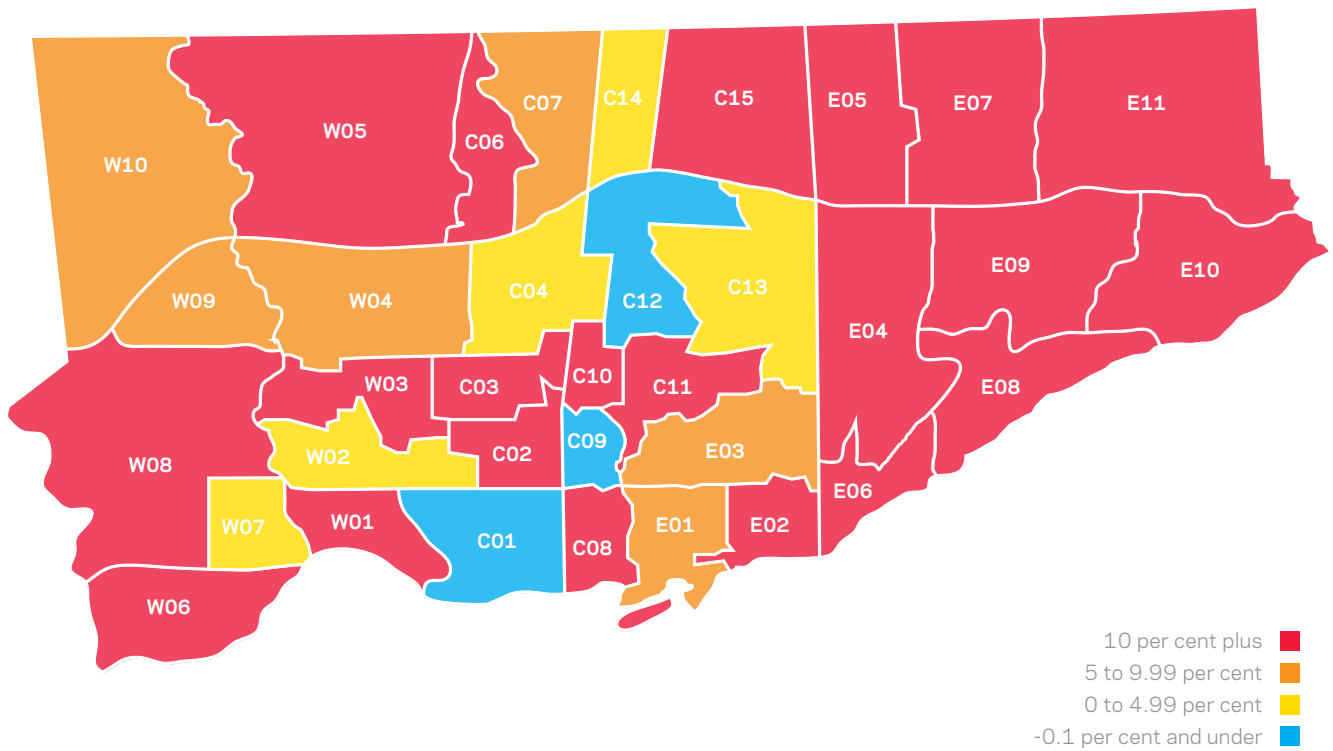 C14
C07
C15
E05
E07
E11
W05
C06
W10
E09
E10
C13
C04
W09
W04
C12
E04
C10
W03
C03
C11
E08
C09
E03
C02
W02
W08
E06
W01
E01
E02
W07
C01
C08
W06
10 per cent plus
5 to 9.99 per cent
0 to 4.99 per cent
-0.1 per cent and under